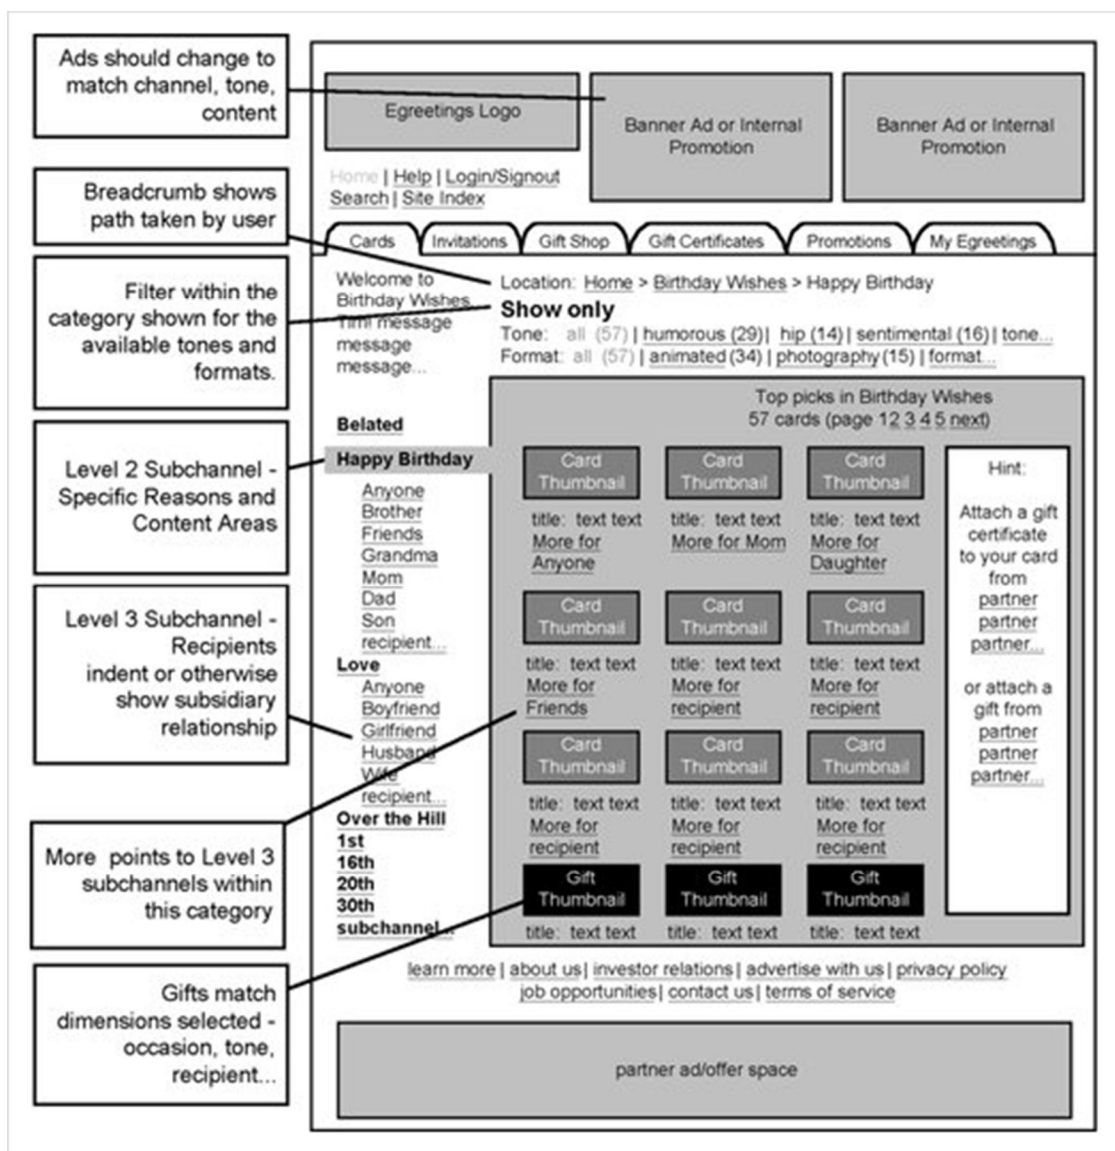 Ads should change to
match channel, tone,
content
Breadcrumb shows
path taken by user
Filter within the
category shown for the
available tones and
formats.
Level 2 Subchannel -
Specific Reasons and
Content Areas
Level 3 Subchannel -
Recipients
indent or otherwise
show subsidiary
relationship
More points to Level 3
subchannels within
this category
Gifts match
dimensions selected -
occasion, tone,
recipient...
Egreetings Logo
Banner Ad or Internal
Promotion
Banner Ad or Internal
Promotion
Home | Help | Login/Signout
Search | Site Index
Cards
Invitations
Gift Shop
Gift Certificates
Promotions
My Egreetings
Welcome to
Birthday Wishes
message
message
message...
Location: Home > Birthday Wishes > Happy Birthday
Show only
Tone: all (57) | humorous (29) | hip (14) | sentimental (16) | tone...
Format: all (57) | animated (34) | photography (15) | format...
Belated
Happy Birthday
Anyone
Brother
Friends
Grandma
Mom
Dad
Son
recipient...
Love
Anyone
Boyfriend
Girlfriend
Husband
Wife
recipient...
Over the Hill
1st
16th
20th
30th
subchannel...
Top picks in Birthday Wishes
57 cards (page 1 2 3 4 5 next)
Card
Thumbnail
title: text text
More for
Anyone
Card
Thumbnail
title: text text
More for Mom
Card
Thumbnail
title: text text
More for
Daughter
Card
Thumbnail
title: text text
More for
Friends
Card
Thumbnail
title: text text
More for
recipient
Card
Thumbnail
title: text text
More for
recipient
Card
Thumbnail
title: text text
More for
recipient
Card
Thumbnail
title: text text
More for
recipient
Card
Thumbnail
title: text text
More for
recipient
Gift
Thumbnail
title: text text
Gift
Thumbnail
title: text text
Gift
Thumbnail
title: text text
Hint:
Attach a gift
certificate
to your card
from
partner
partner
partner...
or attach a
gift from
partner
partner
partner...
learn more | about us | investor relations | advertise with us | privacy policy
job opportunities | contact us | terms of service
partner ad/offer space